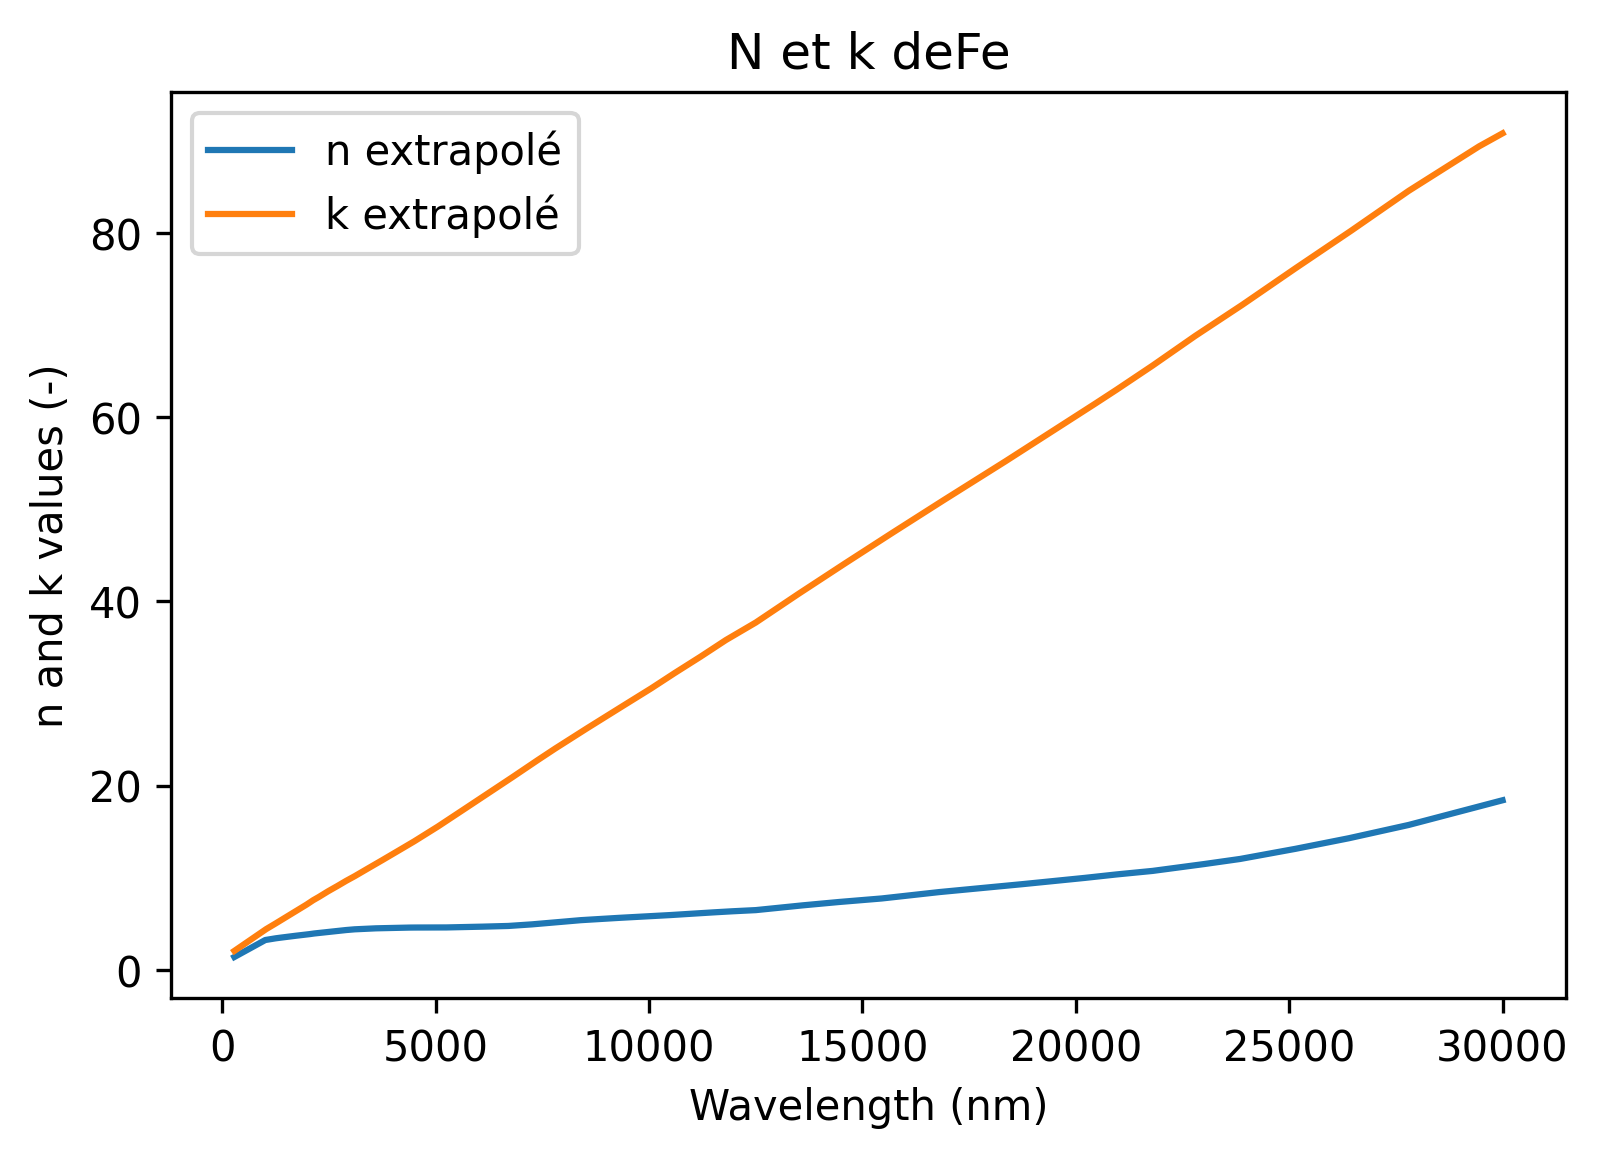 N et k deFe
n extrapolé
k extrapolé
n and k values (-)
80
60
40
20
0
0 5000 10000 15000 20000 25000 30000
Wavelength (nm)